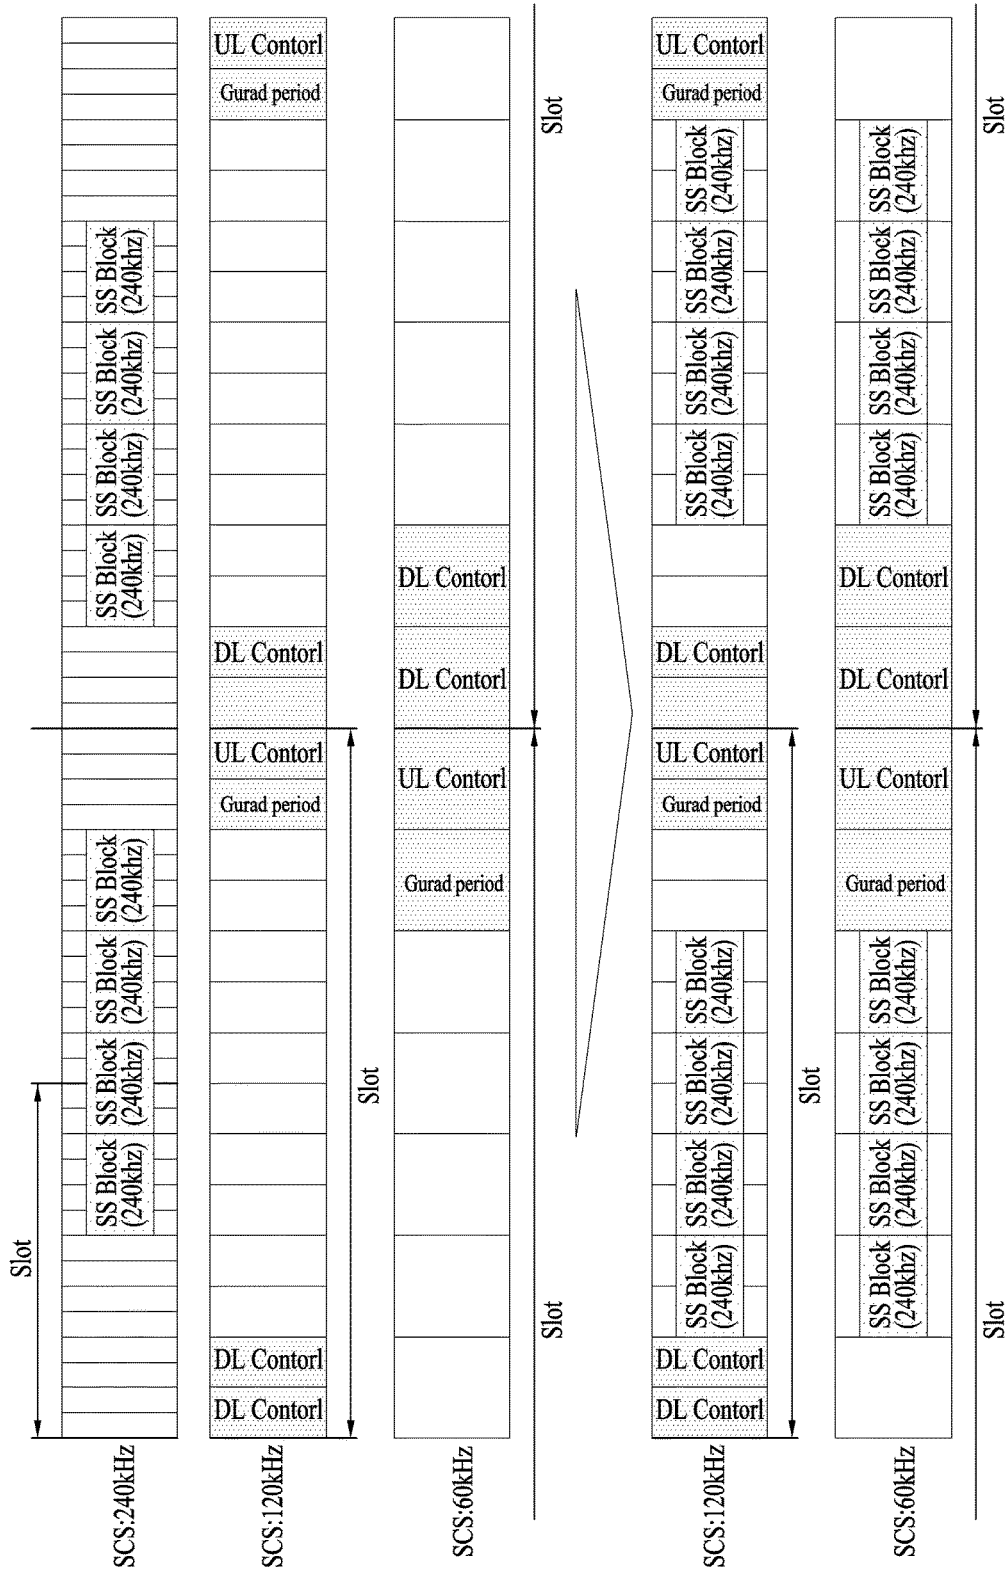 Slot
SCS:240kHz
SS Block
(240khz)
SS Block
(240khz)
SS Block
(240khz)
SS Block
(240khz)
SS Block
(240khz)
SS Block
(240khz)
SS Block
(240khz)
SS Block
(240khz)
SCS:120kHz
DL Contorl
DL Contorl
Gurad period
UL Contorl
DL Contorl
Gurad period
UL Contorl
Slot
SCS:60kHz
Gurad period
UL Contorl
DL Contorl
DL Contorl
Slot
Slot
SCS:120kHz
DL Contorl
DL Contorl
SS Block
(240khz)
SS Block
(240khz)
SS Block
(240khz)
SS Block
(240khz)
Gurad period
UL Contorl
DL Contorl
SS Block
(240khz)
SS Block
(240khz)
SS Block
(240khz)
SS Block
(240khz)
Gurad period
UL Contorl
Slot
SCS:60kHz
SS Block
(240khz)
SS Block
(240khz)
SS Block
(240khz)
SS Block
(240khz)
Gurad period
UL Contorl
DL Contorl
DL Contorl
SS Block
(240khz)
SS Block
(240khz)
SS Block
(240khz)
SS Block
(240khz)
Slot
Slot